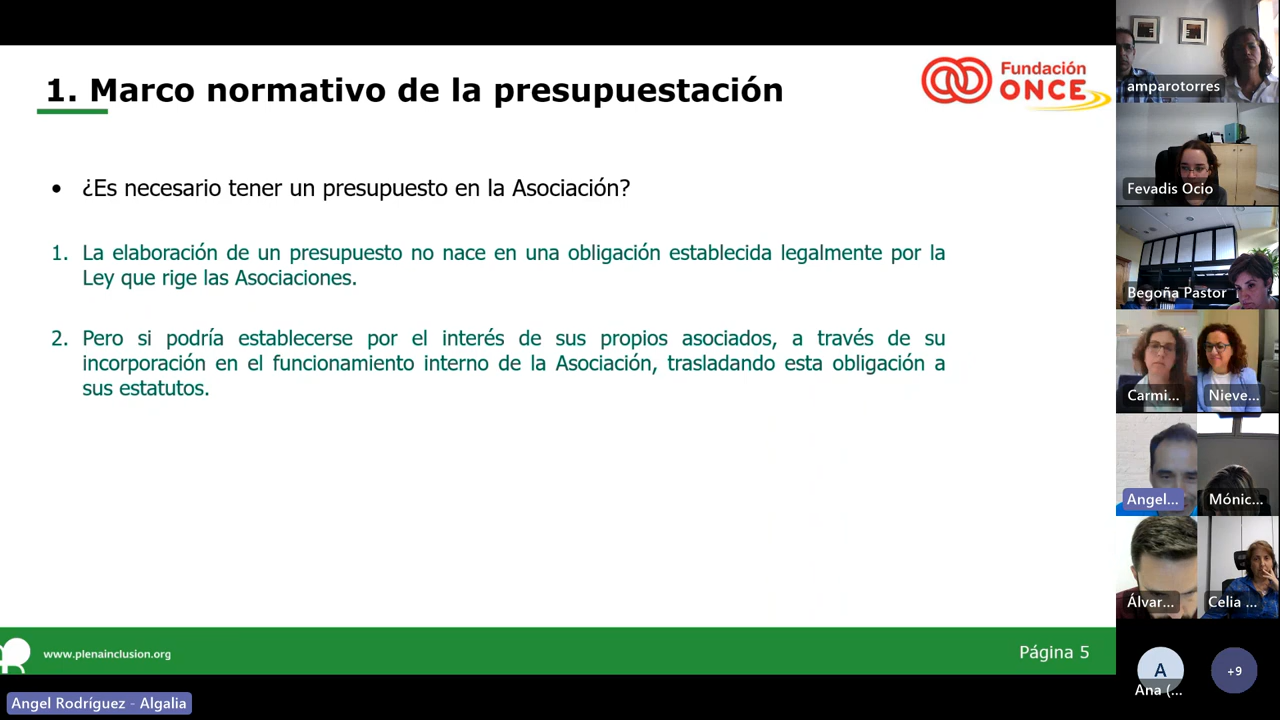 1. Marco normativo de la presupuestación
Fundación
ONCE
• ¿Es necesario tener un presupuesto en la Asociación?
1. La elaboración de un presupuesto no nace en una obligación establecida legalmente por la
Ley que rige las Asociaciones.
2. Pero si podría establecerse por el interés de sus propios asociados, a través de su
incorporación en el funcionamiento interno de la Asociación, trasladando esta obligación a
sus estatutos.
www.plenainclusion.org
Página 5
Angel Rodríguez - Algalia
amparotorres
Fevadis Ocio
Begoña Pastor
Carmi...
Nieve...
Angel...
Mónic...
Álvar...
Celia ...
A
Ana (...
+9